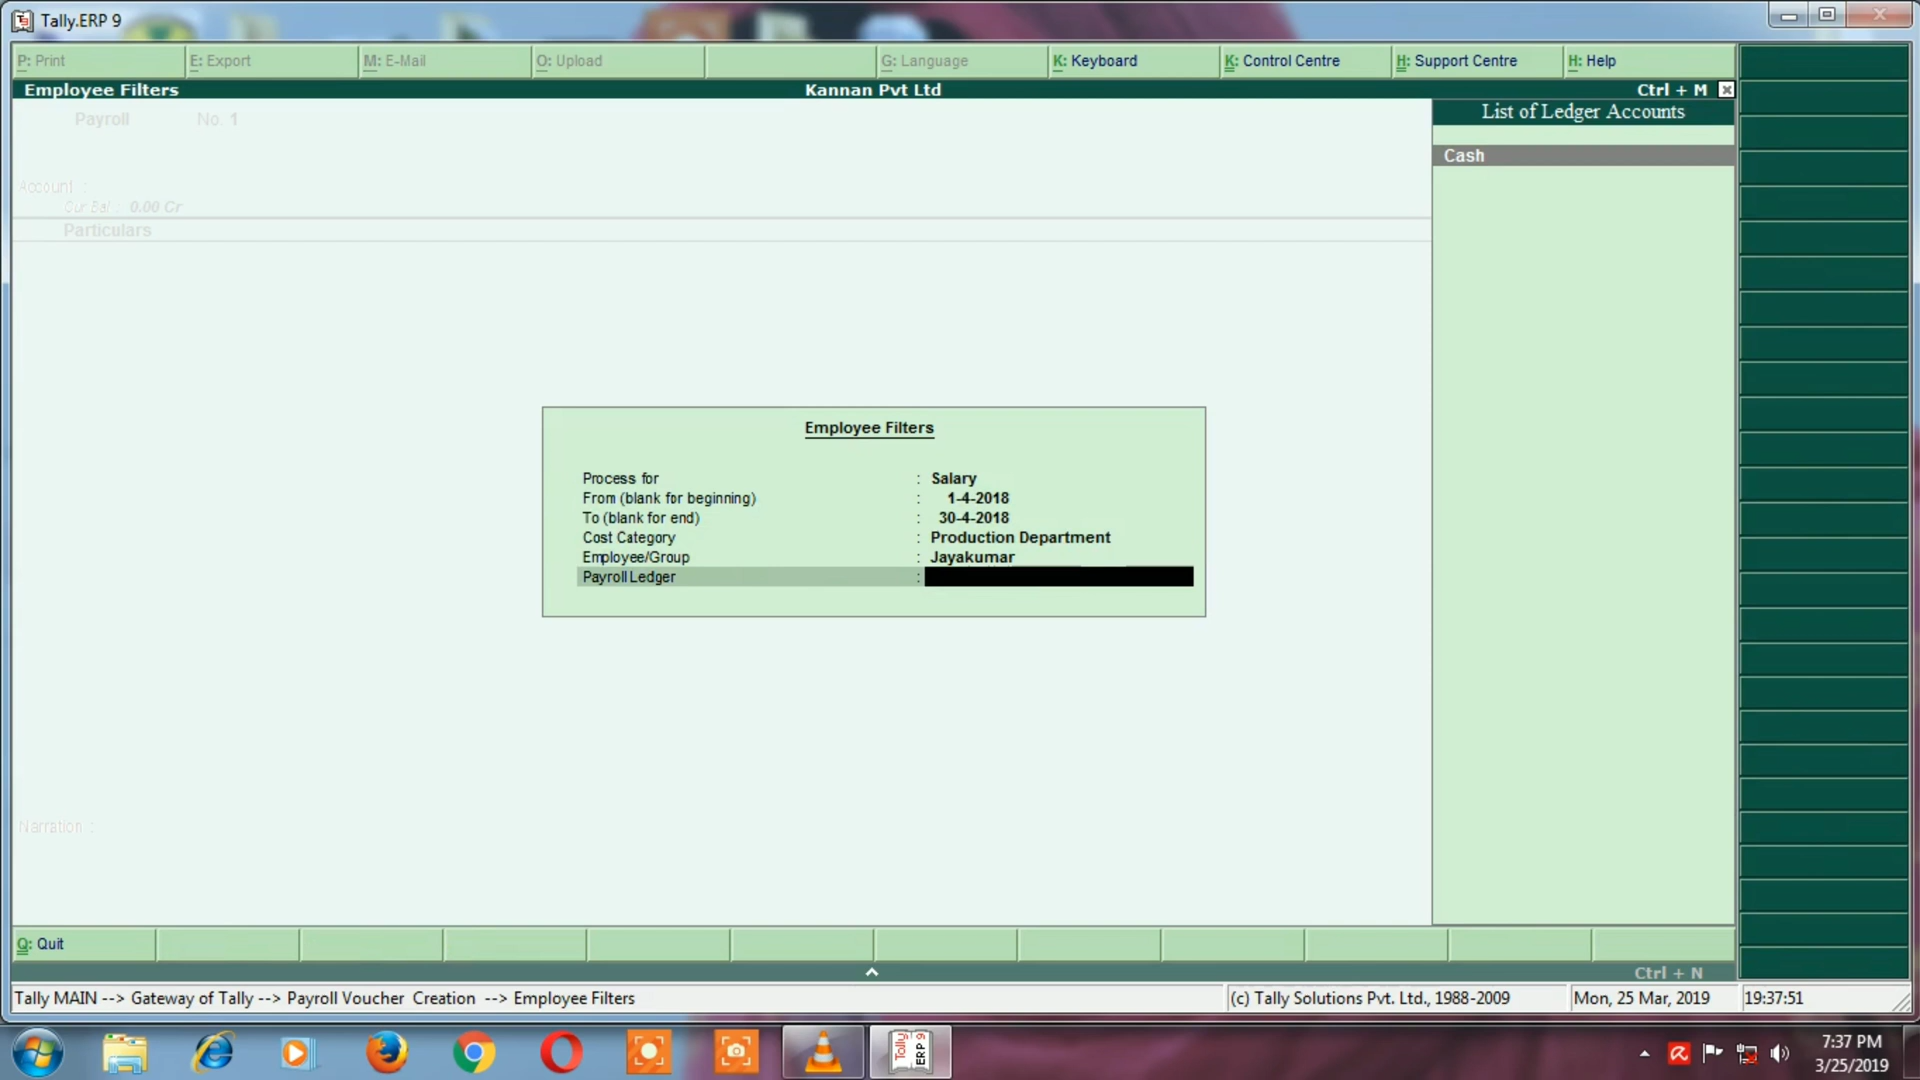 Tally.ERP 9
P: Print
E: Export
M: E-Mail
O: Upload
G: Language
K: Keyboard
K: Control Centre
H: Support Centre
H: Help
Employee Filters
Kannan Pvt Ltd
Ctrl + M
Payroll No. 1
List of Ledger Accounts
Cash
Account :
Cur Bal : 0.00 Cr
Particulars
Employee Filters
Process for : Salary
From (blank for beginning) : 1-4-2018
To (blank for end) : 30-4-2018
Cost Category : Production Department
Employee/Group : Jayakumar
Payroll Ledger :
Narration :
Q: Quit
Ctrl + N
Tally MAIN --> Gateway of Tally --> Payroll Voucher Creation --> Employee Filters
(c) Tally Solutions Pvt. Ltd., 1988-2009
Mon, 25 Mar, 2019
19:37:51
Tally
ERP 9
7:37 PM
3/25/2019